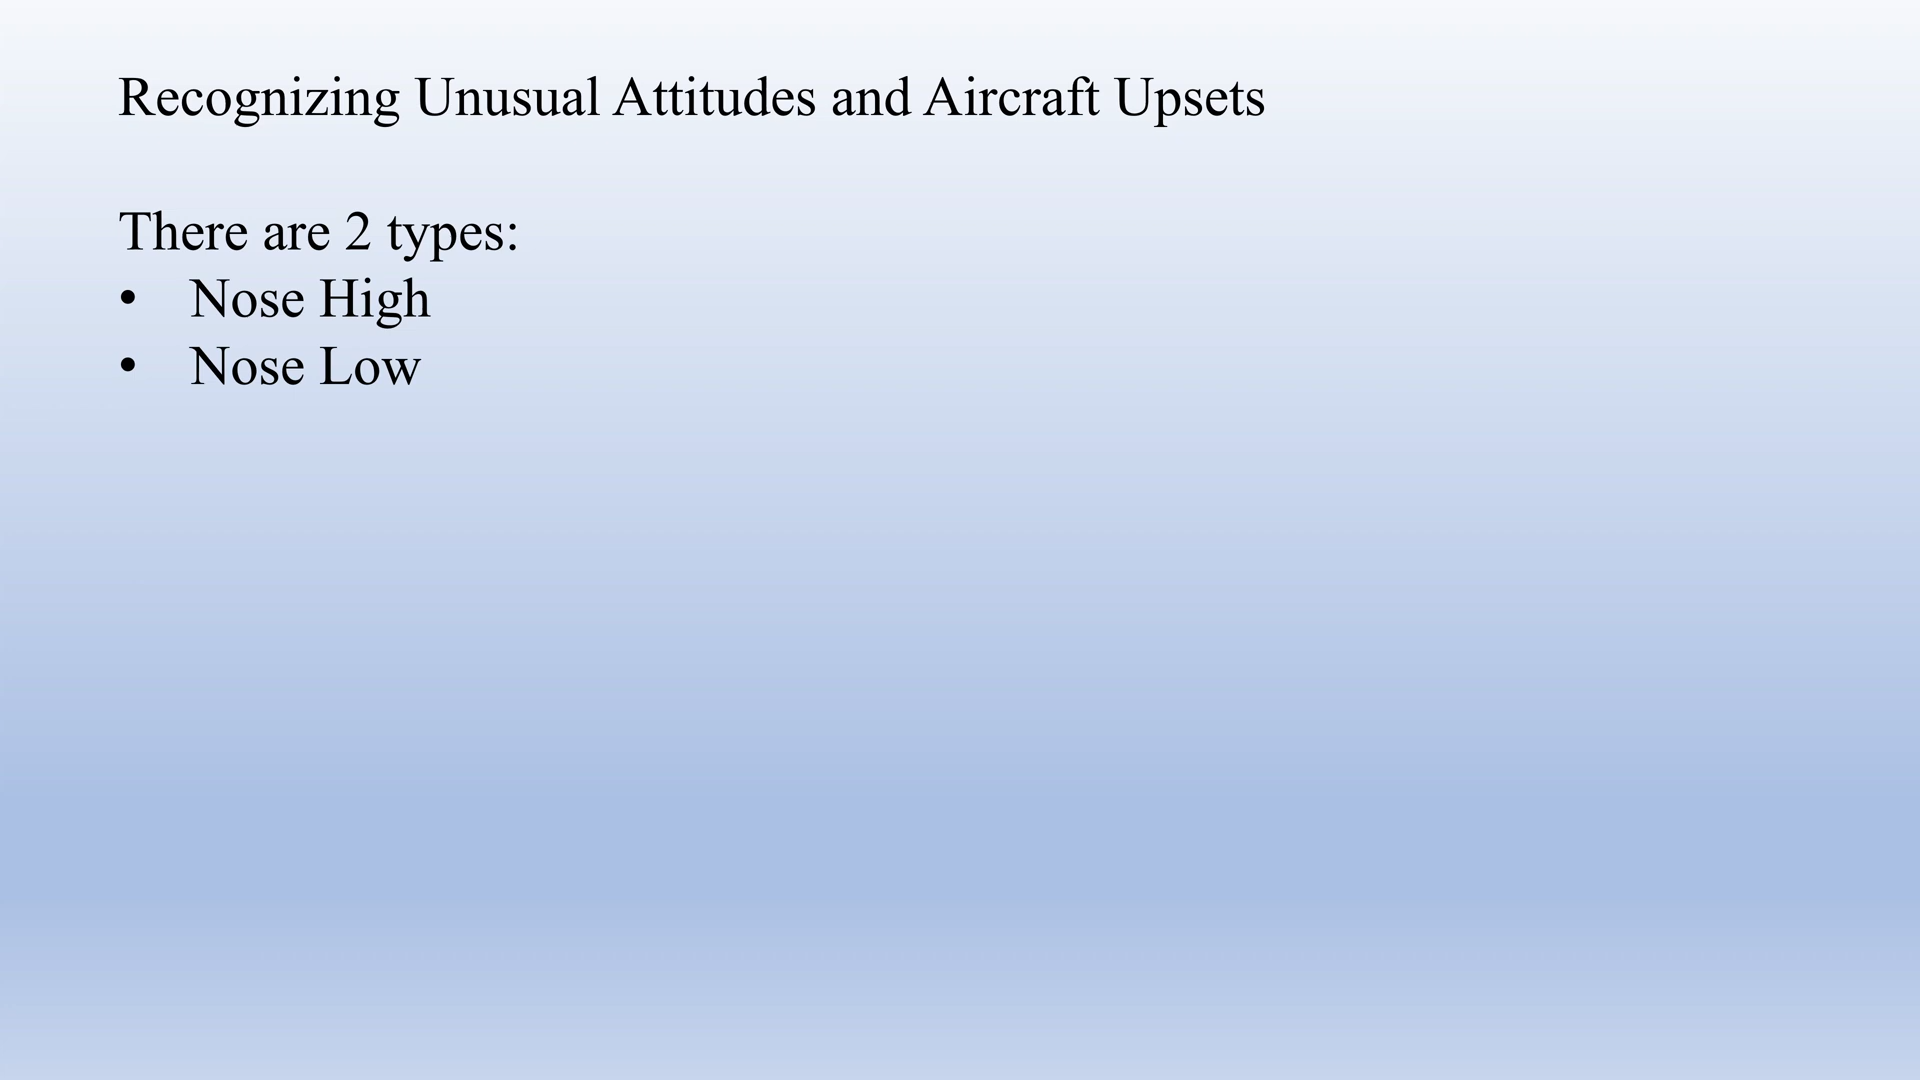 Recognizing Unusual Attitudes and Aircraft Upsets
There are 2 types:
• Nose High
• Nose Low